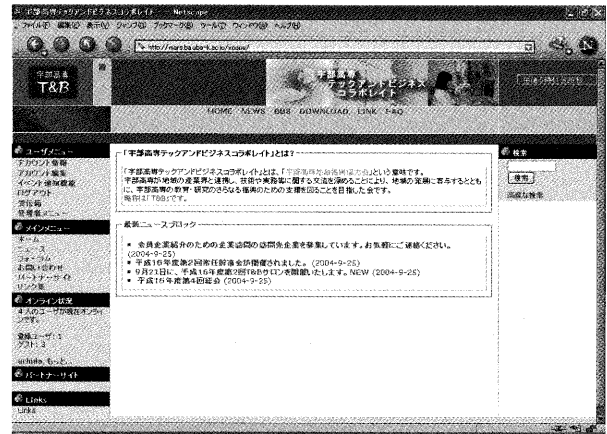 宇部高専テックアンドビジネスコラボレイト - Netscape
ファイル(F) 編集(E) 表示(V) ジャンプ(G) ブックマーク(B) ツール(T) ウィンドウ(W) ヘルプ(H)
宇部高専
T&B
宇部高専
テックアンドビジネス
コラボレイト
HOME NEWS BBS DOWNLOAD LINK FAQ
ユーザメニュー
アカウント情報
アカウント編集
イベント通知機能
ログアウト
受信箱
管理者メニュー
メインメニュー
ホーム
ニュース
フォーラム
お問い合わせ
パートナーサイト
リンク集
オンライン状況
4人のユーザが現在オンライ
ンです。
登録ユーザ: 1
ゲスト: 3
もっと...
パートナーサイト
Links
Links
「宇部高専テックアンドビジネスコラボレイト」とは?
「宇部高専テックアンドビジネスコラボレイト」とは、「宇部高専地域振興協力会」という意味です。
宇部高専が地域の産業界と連携し、技術や実務等に関する交流を深めることにより、地域の発展に寄与するととも
に、宇部高専の教育・研究のさらなる推進のための支援を図ることを目指した会です。
略称は「T&B」です。
最新ニュースブロック
会員企業紹介のための企業訪問の訪問先企業を募集しています。お気軽にご連絡ください。
(2004-9-25)
平成16年度第2回常任幹事会が開催されました。 (2004-9-25)
9月21日に、平成16年度第2回T&Bサロンを開催いたします。NEW (2004-9-25)
平成16年度第4回総会 (2004-9-25)
検索
検索
高度な検索